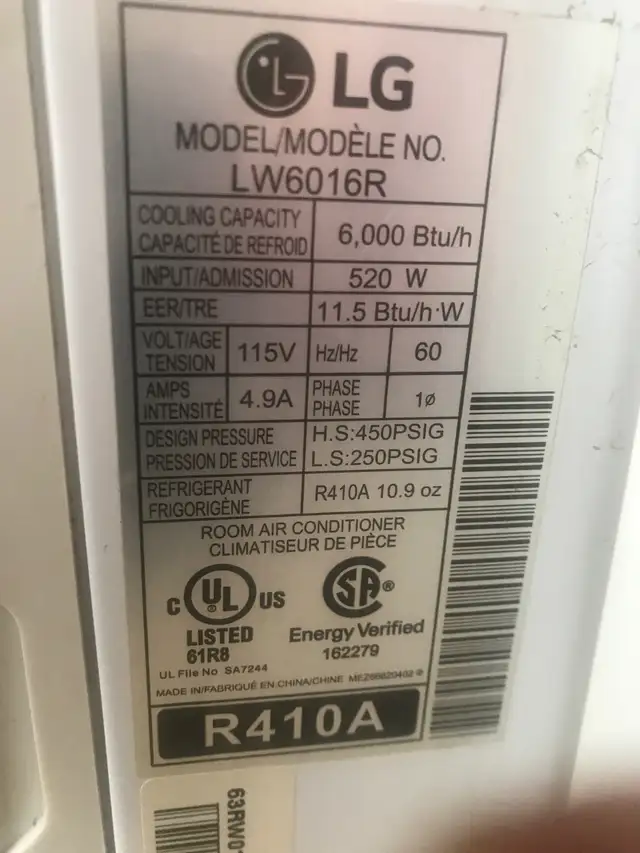 LG
MODEL/MODÈLE NO.
LW6016R
COOLING CAPACITY
CAPACITÉ DE REFROID
6,000 Btu/h
INPUT/ADMISSION
520 W
EER/TRE
11.5 Btu/h·W
VOLT/AGE
TENSION
115V
Hz/Hz
60
AMPS
INTENSITÉ
4.9A
PHASE
PHASE
1ø
DESIGN PRESSURE
PRESSION DE SERVICE
H.S:450PSIG
L.S:250PSIG
REFRIGERANT
FRIGORIGÈNE
R410A 10.9 oz
ROOM AIR CONDITIONER
CLIMATISEUR DE PIÈCE
C UL ® US
LISTED
61R8
SA ®
Energy Verified
162279
UL File No SA7244
MADE IN/FABRIQUÉ EN:CHINA/CHINE
R410A